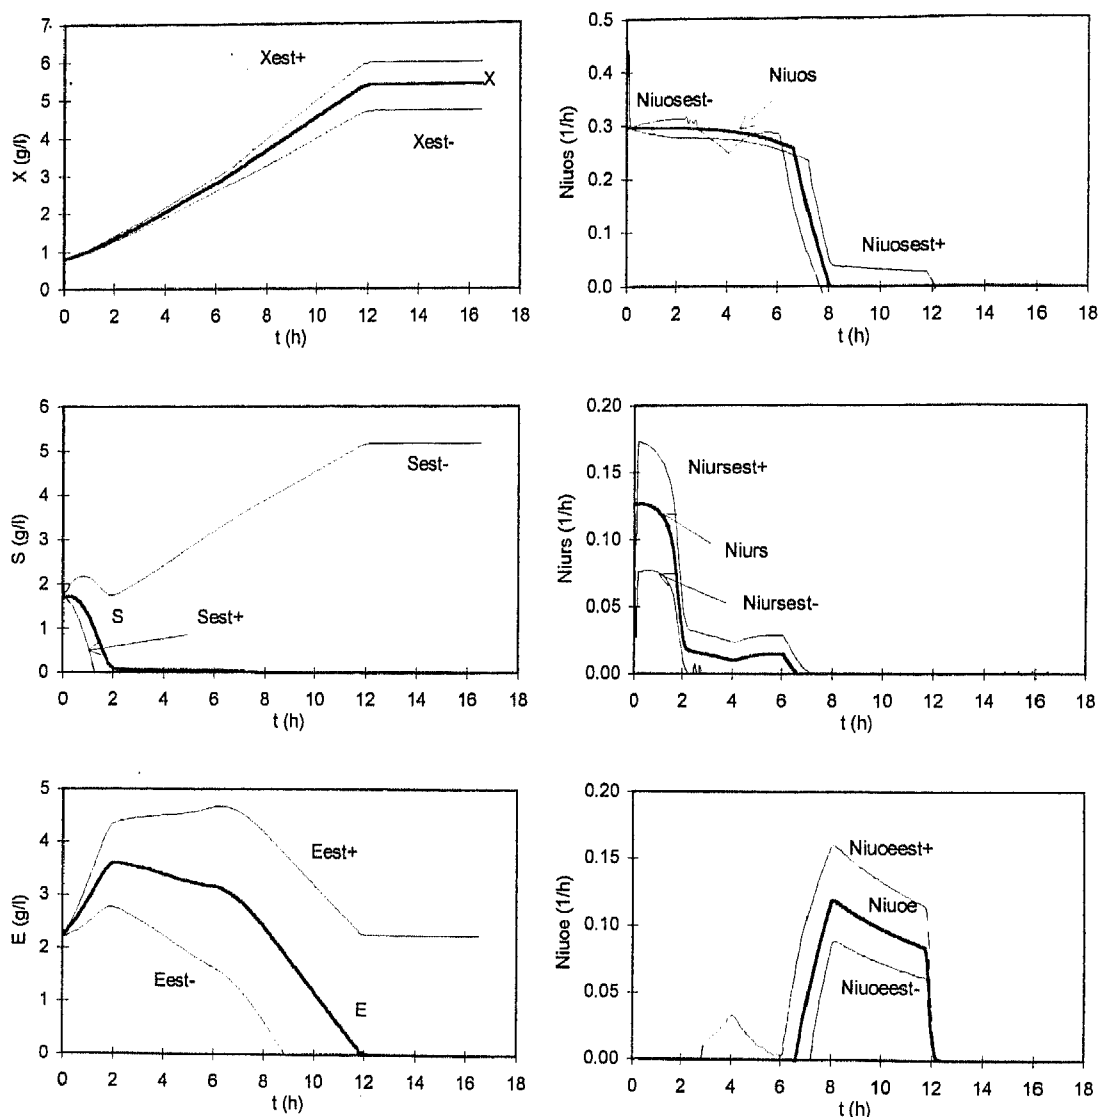 7
6
5
4
3
2
1
0
X (g/l)
Xest+
X
Xest-
0 2 4 6 8 10 12 14 16 18
t (h)
0.5
0.4
0.3
0.2
0.1
0.0
Niuos (1/h)
Niuosest-
Niuos
Niuosest+
0 2 4 6 8 10 12 14 16 18
t (h)
6
5
4
3
2
1
0
S (g/l)
Sest-
S
Sest+
0 2 4 6 8 10 12 14 16 18
t (h)
0.20
0.15
0.10
0.05
0.00
Niurs (1/h)
Niursest+
Niurs
Niursest-
0 2 4 6 8 10 12 14 16 18
t (h)
5
4
3
2
1
0
E (g/l)
Eest+
Eest-
E
0 2 4 6 8 10 12 14 16 18
t (h)
0.20
0.15
0.10
0.05
0.00
Niuoe (1/h)
Niuoeest+
Niuoe
Niuoeest-
0 2 4 6 8 10 12 14 16 18
t (h)